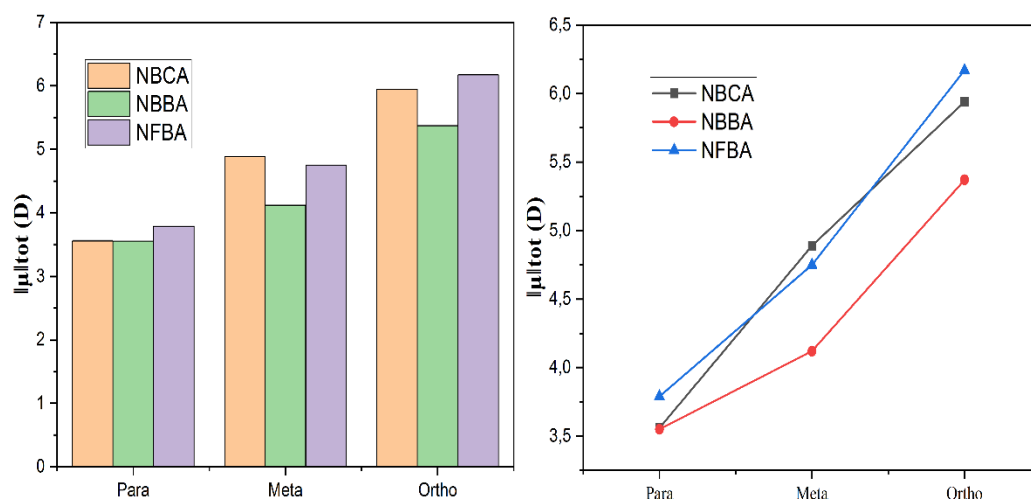 7
6
5
4
3
2
1
0
‖μ‖tot (D)
NBCA
NBBA
NFBA
Para
Meta
Ortho
6,5
6,0
5,5
5,0
4,5
4,0
3,5
‖μ‖tot (D)
NBCA
NBBA
NFBA
Para
Meta
Ortho